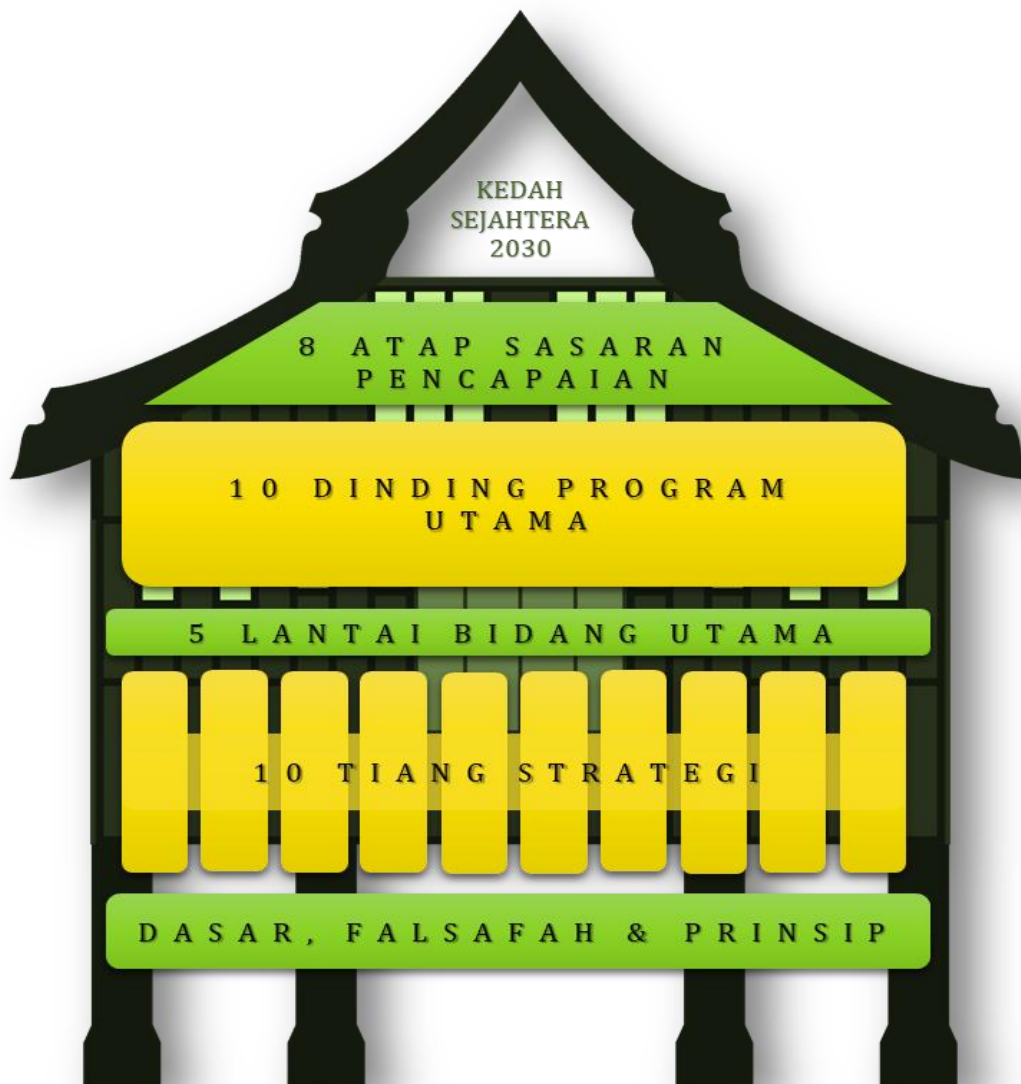 KEDAH
SEJAHTERA
2030
8 ATAP SASARAN
PENCAPAIAN
10 DINDING PROGRAM
UTAMA
5 LANTAI BIDANG UTAMA
10 TIANG STRATEGI
DASAR, FALSAFAH & PRINSIP